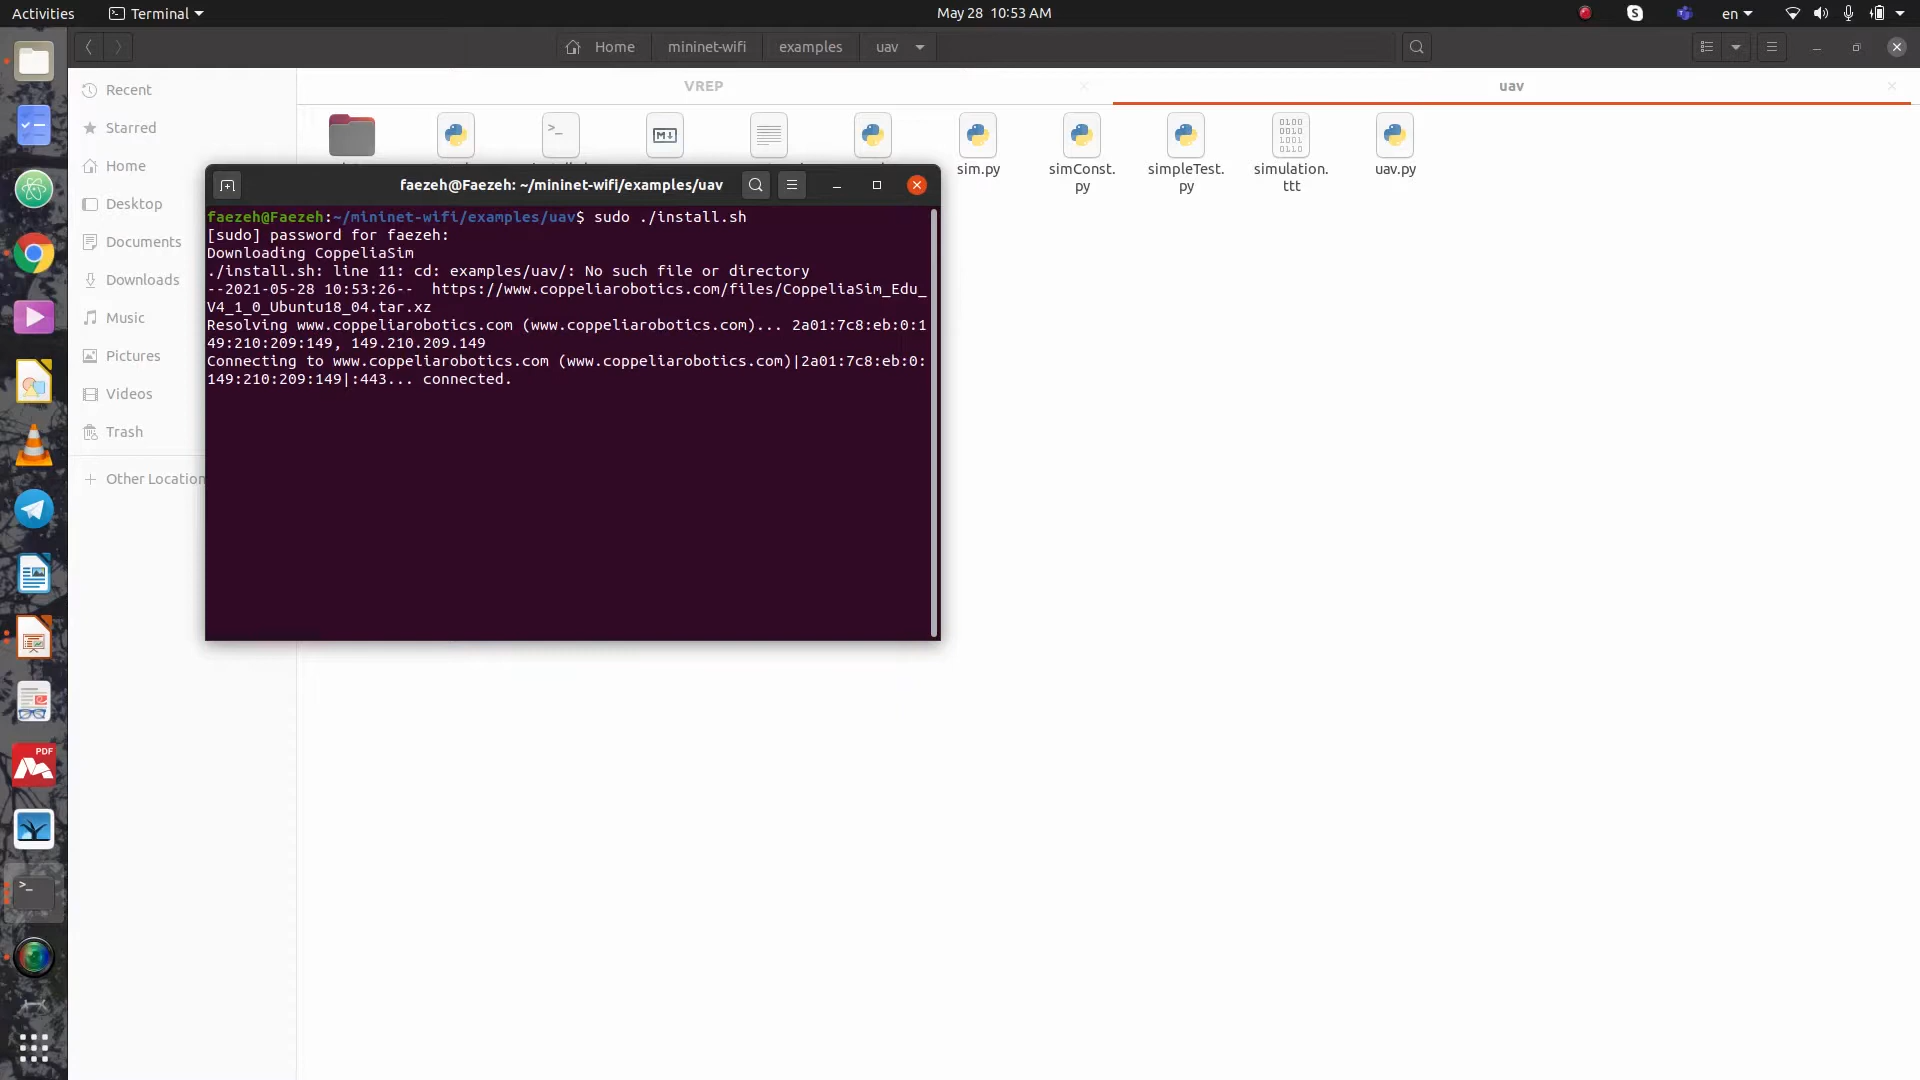 Activities
Terminal
May 28 10:53 AM
en
Home
mininet-wifi
examples
uav
VREP
uav
Recent
Starred
Home
Desktop
Documents
Downloads
Music
Pictures
Videos
Trash
Other Location
sim.py
simConst.
py
simpleTest.
py
simulation.
ttt
uav.py
faezeh@Faezeh: ~/mininet-wifi/examples/uav
faezeh@Faezeh:~/mininet-wifi/examples/uav$ sudo ./install.sh
[sudo] password for faezeh:
Downloading CoppeliaSim
./install.sh: line 11: cd: examples/uav/: No such file or directory
--2021-05-28 10:53:26--  https://www.coppeliarobotics.com/files/CoppeliaSim_Edu_
V4_1_0_Ubuntu18_04.tar.xz
Resolving www.coppeliarobotics.com (www.coppeliarobotics.com)... 2a01:7c8:eb:0:1
49:210:209:149, 149.210.209.149
Connecting to www.coppeliarobotics.com (www.coppeliarobotics.com)|2a01:7c8:eb:0:
149:210:209:149|:443... connected.